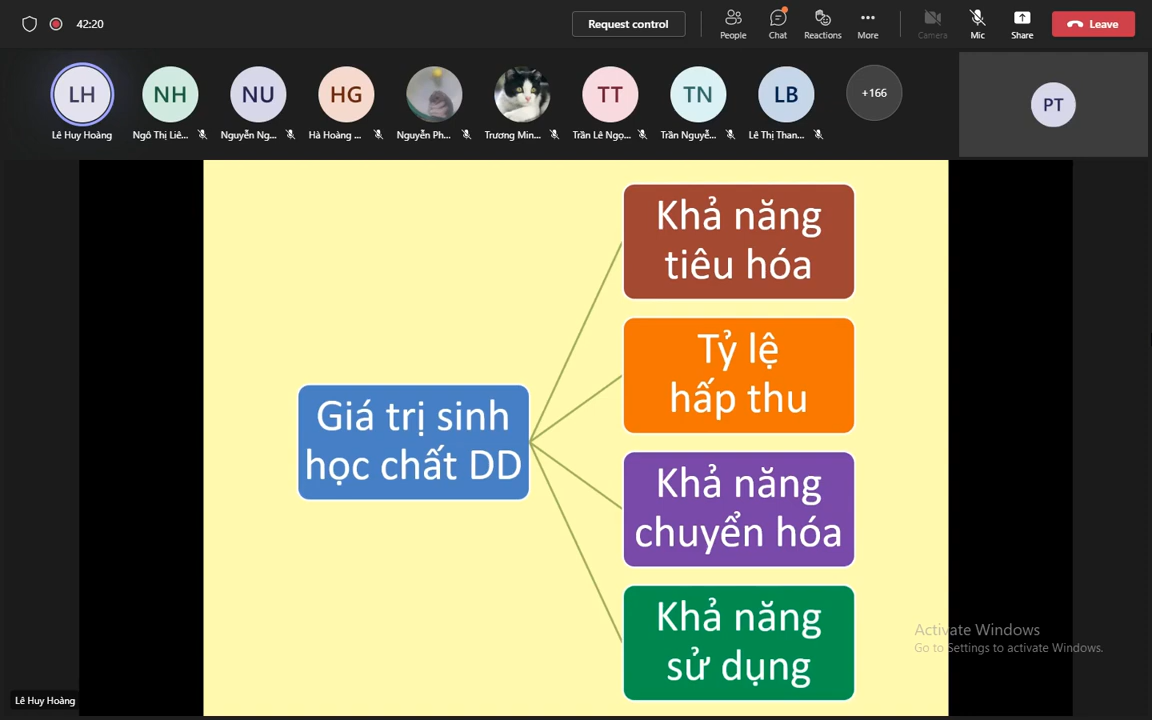 42:20
Request control
People
Chat
Reactions
More
Camera
Mic
Share
Leave
LH
NH
NU
HG
TT
TN
LB
+166
PT
Lê Huy Hoàng
Ngô Thị Liê...
Nguyễn Ng...
Hà Hoàng ...
Nguyễn Ph...
Trương Min...
Trần Lê Ngọ...
Trần Nguyễ...
Lê Thị Than...
Khả năng
tiêu hóa
Tỷ lệ
hấp thu
Giá trị sinh
học chất DD
Khả năng
chuyển hóa
Khả năng
sử dụng
Activate Windows
Go to Settings to activate Windows.
Lê Huy Hoàng